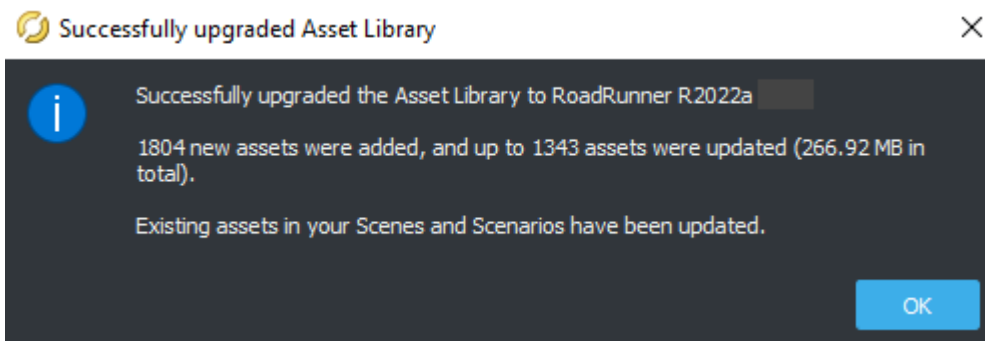 Successfully upgraded Asset Library
Successfully upgraded the Asset Library to RoadRunner R2022a
1804 new assets were added, and up to 1343 assets were updated (266.92 MB in
total).
Existing assets in your Scenes and Scenarios have been updated.
OK